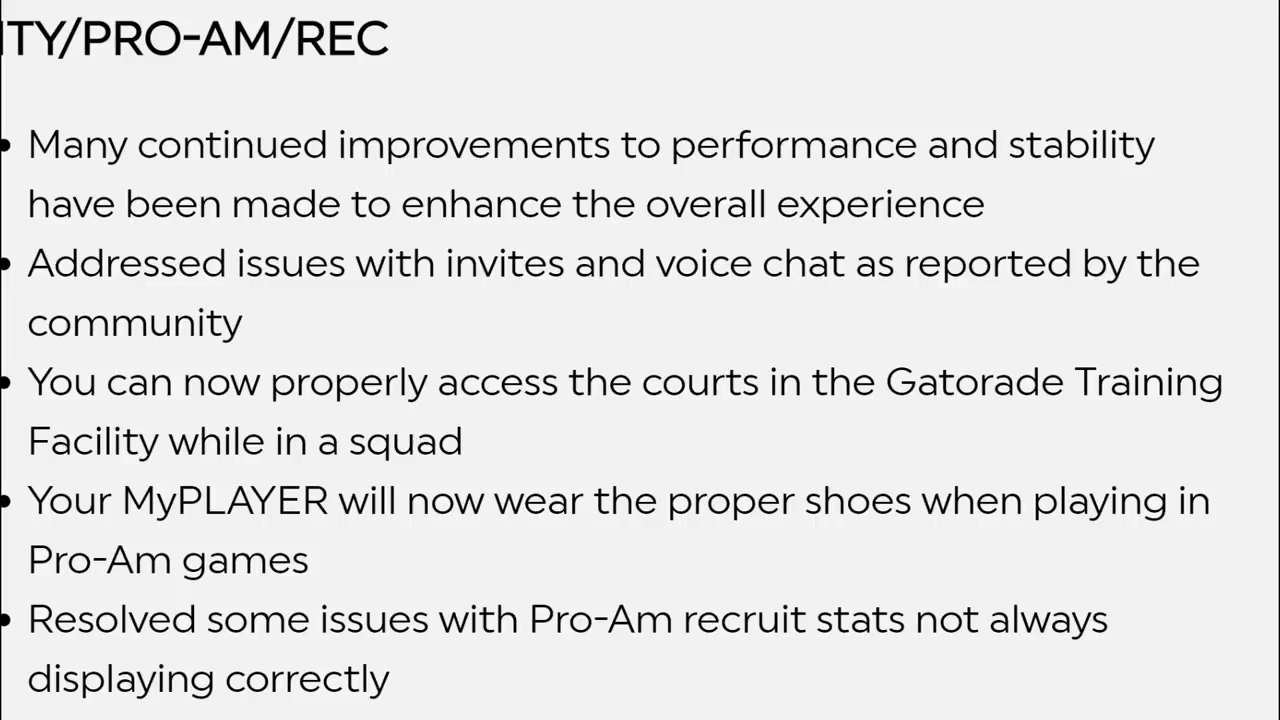 ITY/PRO-AM/REC
• Many continued improvements to performance and stability
have been made to enhance the overall experience
• Addressed issues with invites and voice chat as reported by the
community
• You can now properly access the courts in the Gatorade Training
Facility while in a squad
• Your MyPLAYER will now wear the proper shoes when playing in
Pro-Am games
• Resolved some issues with Pro-Am recruit stats not always
displaying correctly